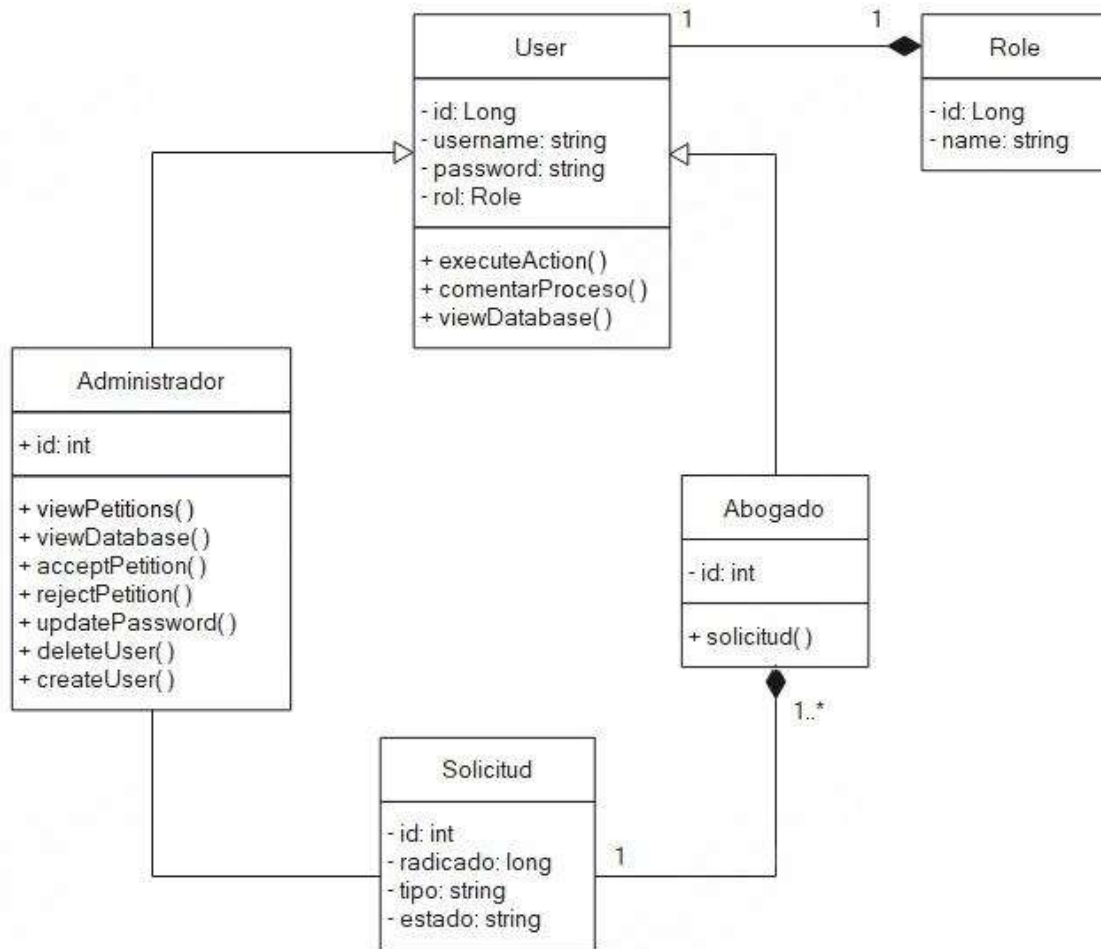 User
- id: Long
- username: string
- password: string
- rol: Role
+ executeAction( )
+ comentarProceso( )
+ viewDatabase( )
1
1
Role
- id: Long
- name: string
Administrador
+ id: int
+ viewPetitions( )
+ viewDatabase( )
+ acceptPetition( )
+ rejectPetition( )
+ updatePassword( )
+ deleteUser( )
+ createUser( )
Abogado
- id: int
+ solicitud( )
1..*
Solicitud
- id: int
- radicado: long
- tipo: string
- estado: string
1